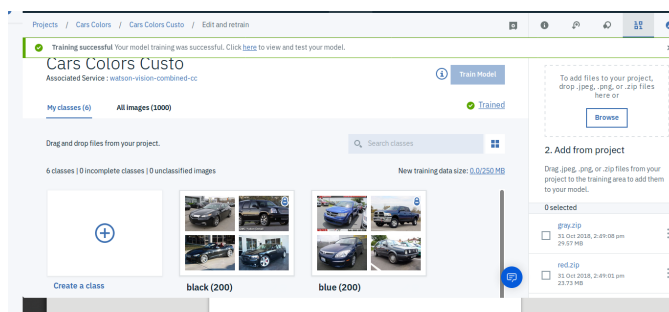 Projects / Cars Colors / Cars Colors Custo / Edit and retrain
Training successful Your model training was successful. Click here to view and test your model.
Cars Colors Custo
Associated Service : watson-vision-combined-cc
Train Model
My classes (6) All images (1000)
Trained
Drag and drop files from your project.
Search classes
6 classes | 0 incomplete classes | 0 unclassified images
New training data size: 0.0/250 MB
Create a class
black (200)
blue (200)
To add files to your project,
drop .jpeg, .png, or .zip files
here or
Browse
2. Add from project
Drag .jpeg, .png, or .zip files from your
project to the training area to add them
to your model.
0 selected
gray.zip
31 Oct 2018, 2:49:08 pm
29.57 MB
red.zip
31 Oct 2018, 2:49:01 pm
23.73 MB